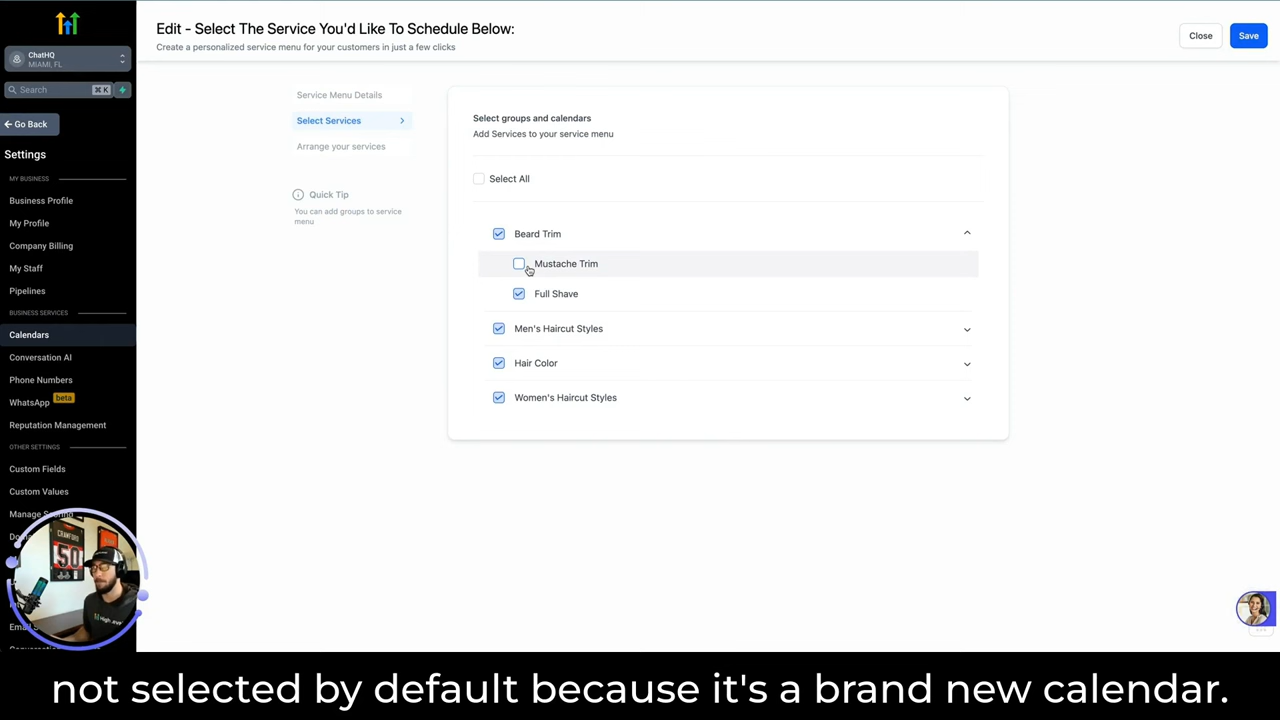 Edit - Select The Service You'd Like To Schedule Below:
Create a personalized service menu for your customers in just a few clicks
Close
Save
ChatHQ
MIAMI, FL
Search
⌘ K
Go Back
Settings
MY BUSINESS
Business Profile
My Profile
Company Billing
My Staff
Pipelines
BUSINESS SERVICES
Calendars
Conversation AI
Phone Numbers
WhatsApp beta
Reputation Management
OTHER SETTINGS
Custom Fields
Custom Values
Manage
CRAWFORD
50
Service Menu Details
Select Services
Arrange your services
Quick Tip
You can add groups to service
menu
Select groups and calendars
Add Services to your service menu
Select All
Beard Trim
Mustache Trim
Full Shave
Men's Haircut Styles
Hair Color
Women's Haircut Styles
not selected by default because it's a brand new calendar.